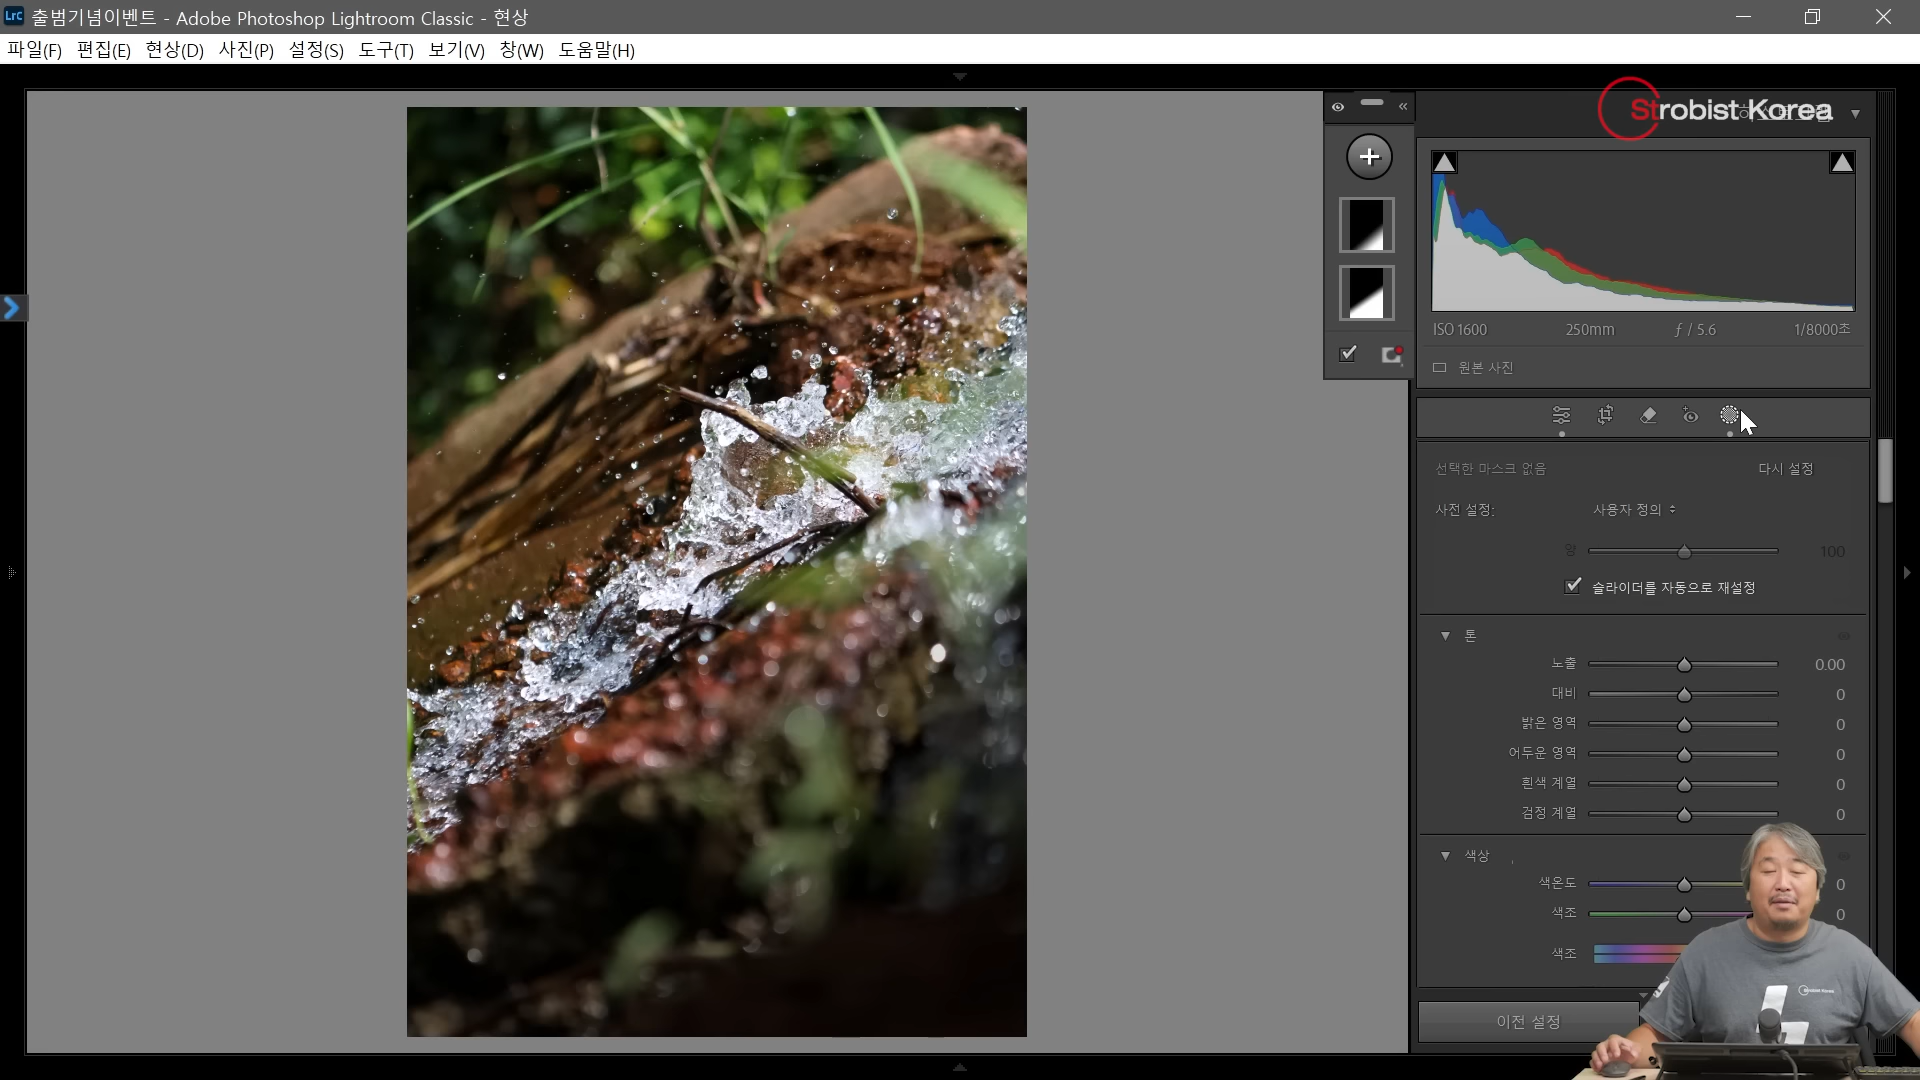 LrC 출범기념이벤트 - Adobe Photoshop Lightroom Classic - 현상
파일(F) 편집(E) 현상(D) 사진(P) 설정(S) 도구(T) 보기(V) 창(W) 도움말(H)
Strobist Korea
ISO 1600 250mm ƒ / 5.6 1/8000초
원본 사진
선택한 마스크 없음 다시 설정
사전 설정: 사용자 정의
양 100
슬라이더를 자동으로 재설정
톤
노출 0.00
대비 0
밝은 영역 0
어두운 영역 0
흰색 계열 0
검정 계열 0
색상
색온도 0
색조 0
색조
이전 설정